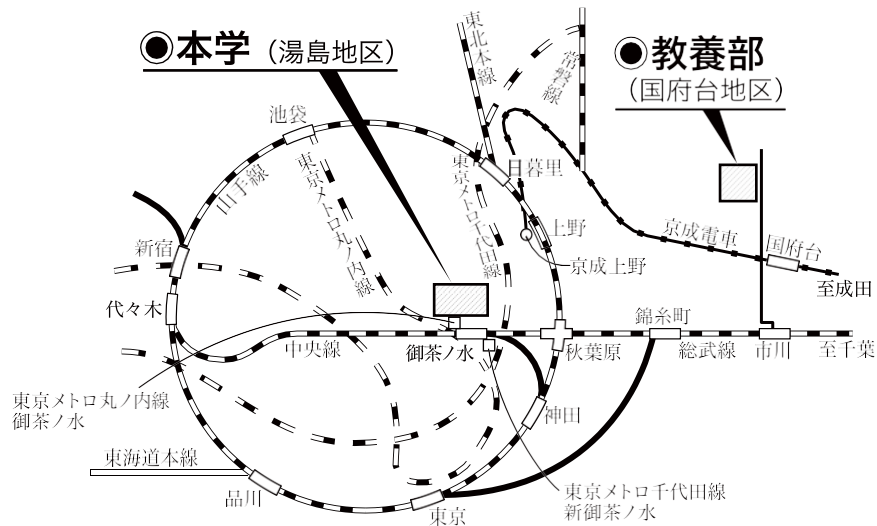 本学（湯島地区）
教養部
（国府台地区）
東北本線
常磐線
池袋
山手線
東京メトロ丸ノ内線
東京メトロ千代田線
日暮里
上野
京成上野
京成電車
国府台
至成田
新宿
代々木
中央線
御茶ノ水
秋葉原
錦糸町
総武線
市川
至千葉
東京メトロ丸ノ内線
御茶ノ水
神田
東海道本線
品川
東京
東京メトロ千代田線
新御茶ノ水